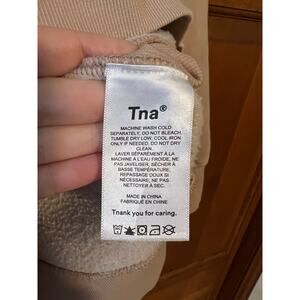 Tna®
MACHINE WASH COLD
SEPARATELY, DO NOT BLEACH,
TUMBLE DRY LOW, COOL IRON
ONLY IF NEEDED, DO NOT DRY
CLEAN.
LAVER SÉPARÉMENT À LA
MACHINE À L'EAU FROIDE, NE
PAS JAVELISER, SÉCHER À
BASSE TEMPÉRATURE,
REPASSAGE DOUX SI
NÉCESSAIRE, NE PAS
NETTOYER À SEC.
MADE IN CHINA
FABRIQUÉ EN CHINE
Thank you for caring.